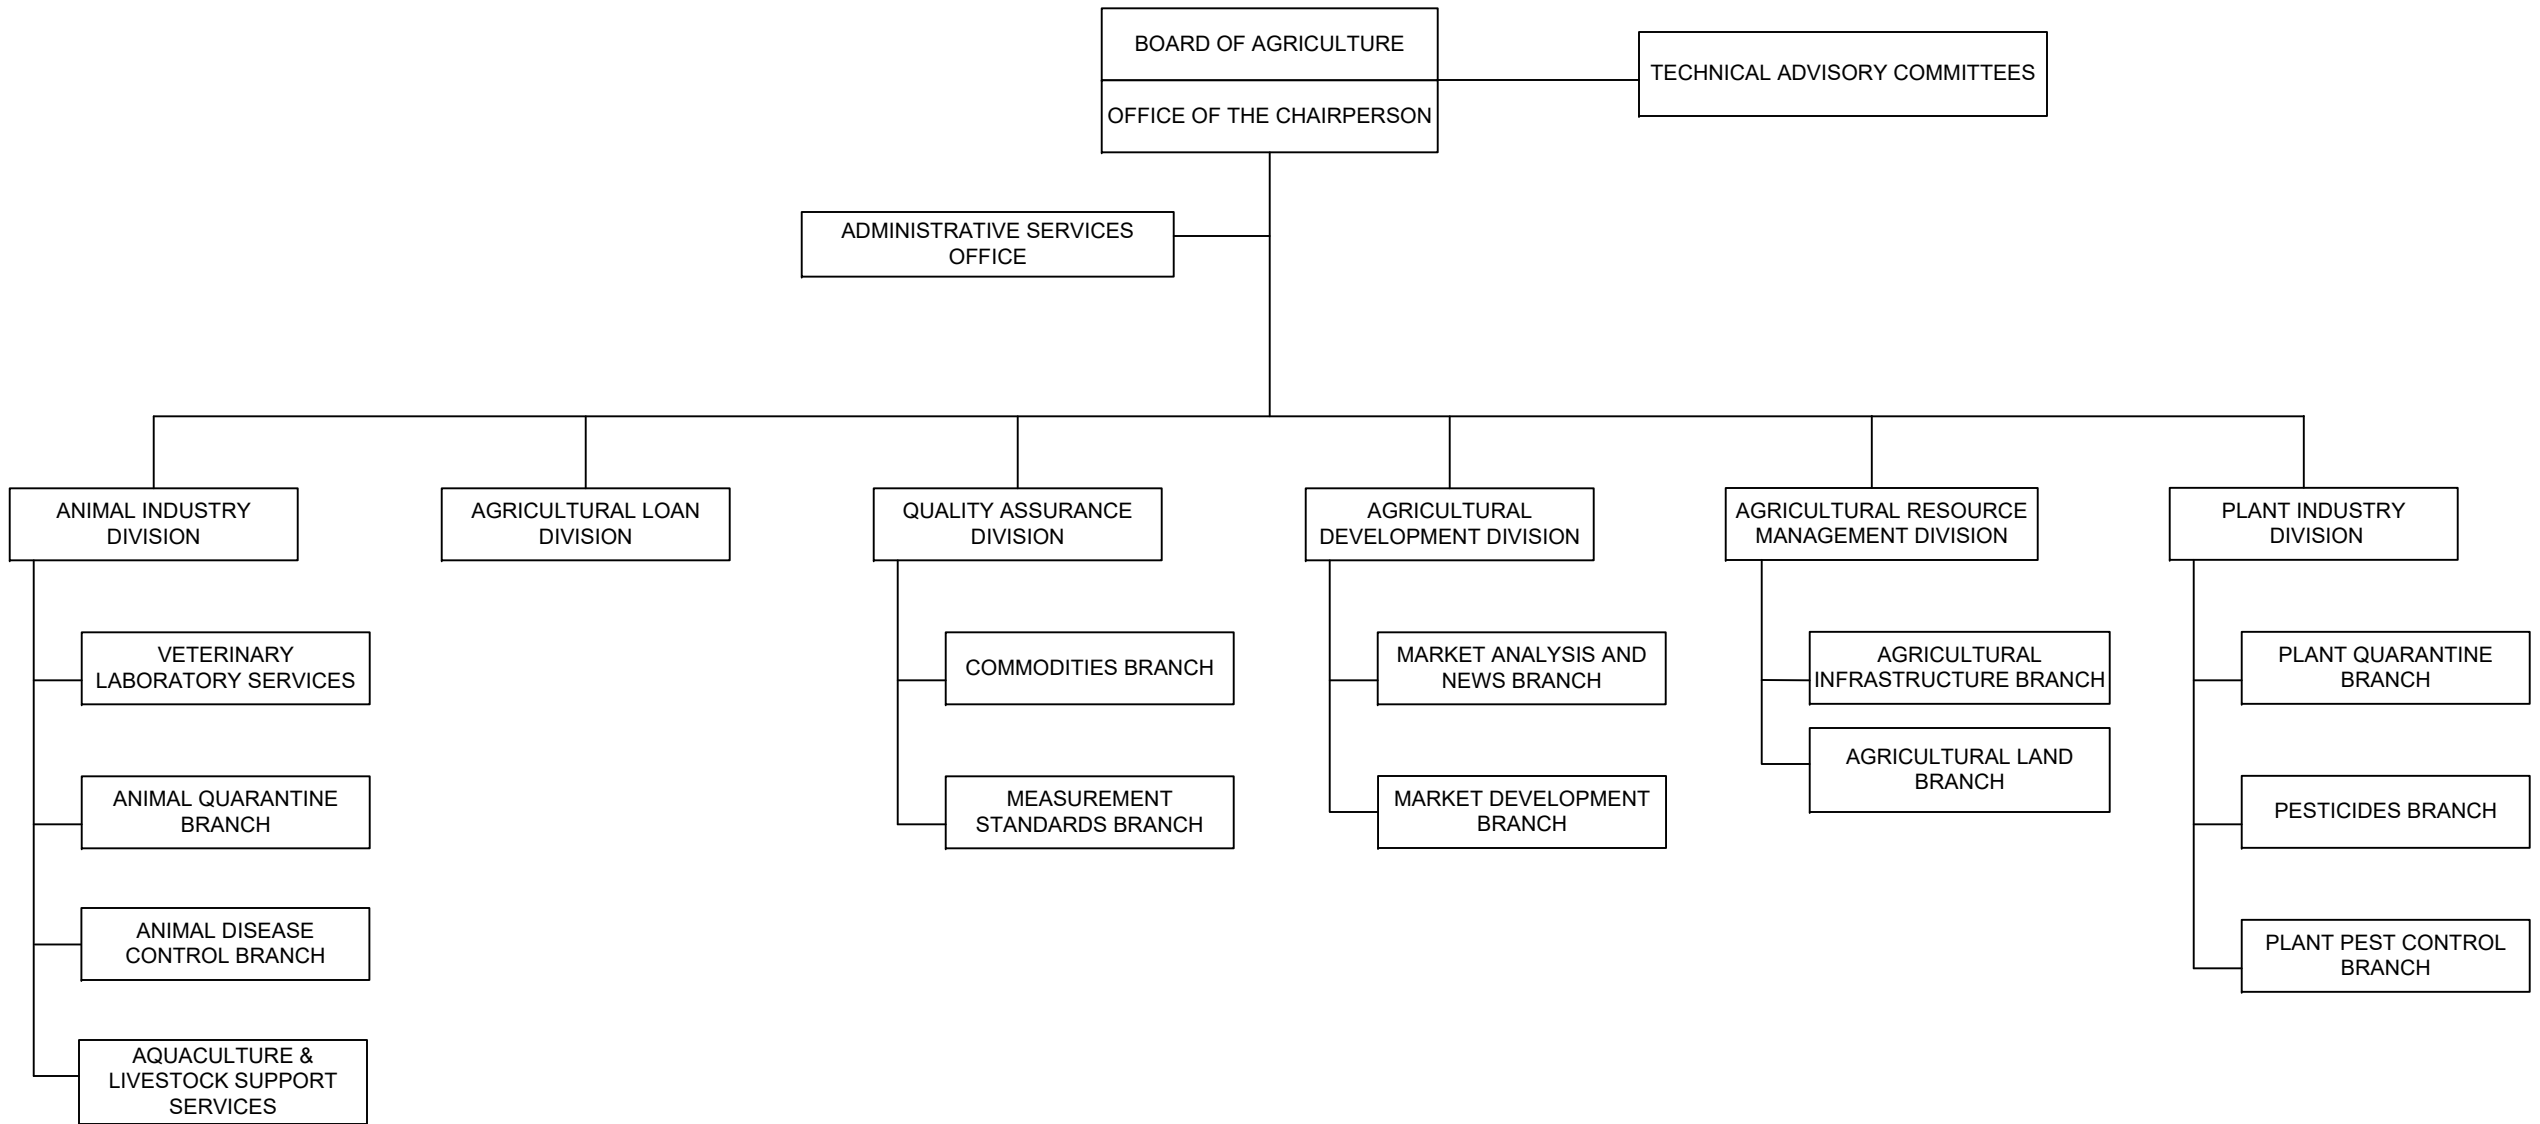 BOARD OF AGRICULTURE
TECHNICAL ADVISORY COMMITTEES
OFFICE OF THE CHAIRPERSON
ADMINISTRATIVE SERVICES
OFFICE
ANIMAL INDUSTRY
DIVISION
AGRICULTURAL LOAN
DIVISION
QUALITY ASSURANCE
DIVISION
AGRICULTURAL
DEVELOPMENT DIVISION
AGRICULTURAL RESOURCE
MANAGEMENT DIVISION
PLANT INDUSTRY
DIVISION
VETERINARY
LABORATORY SERVICES
ANIMAL QUARANTINE
BRANCH
ANIMAL DISEASE
CONTROL BRANCH
AQUACULTURE &
LIVESTOCK SUPPORT
SERVICES
COMMODITIES BRANCH
MEASUREMENT
STANDARDS BRANCH
MARKET ANALYSIS AND
NEWS BRANCH
MARKET DEVELOPMENT
BRANCH
AGRICULTURAL
INFRASTRUCTURE BRANCH
AGRICULTURAL LAND
BRANCH
PLANT QUARANTINE
BRANCH
PESTICIDES BRANCH
PLANT PEST CONTROL
BRANCH